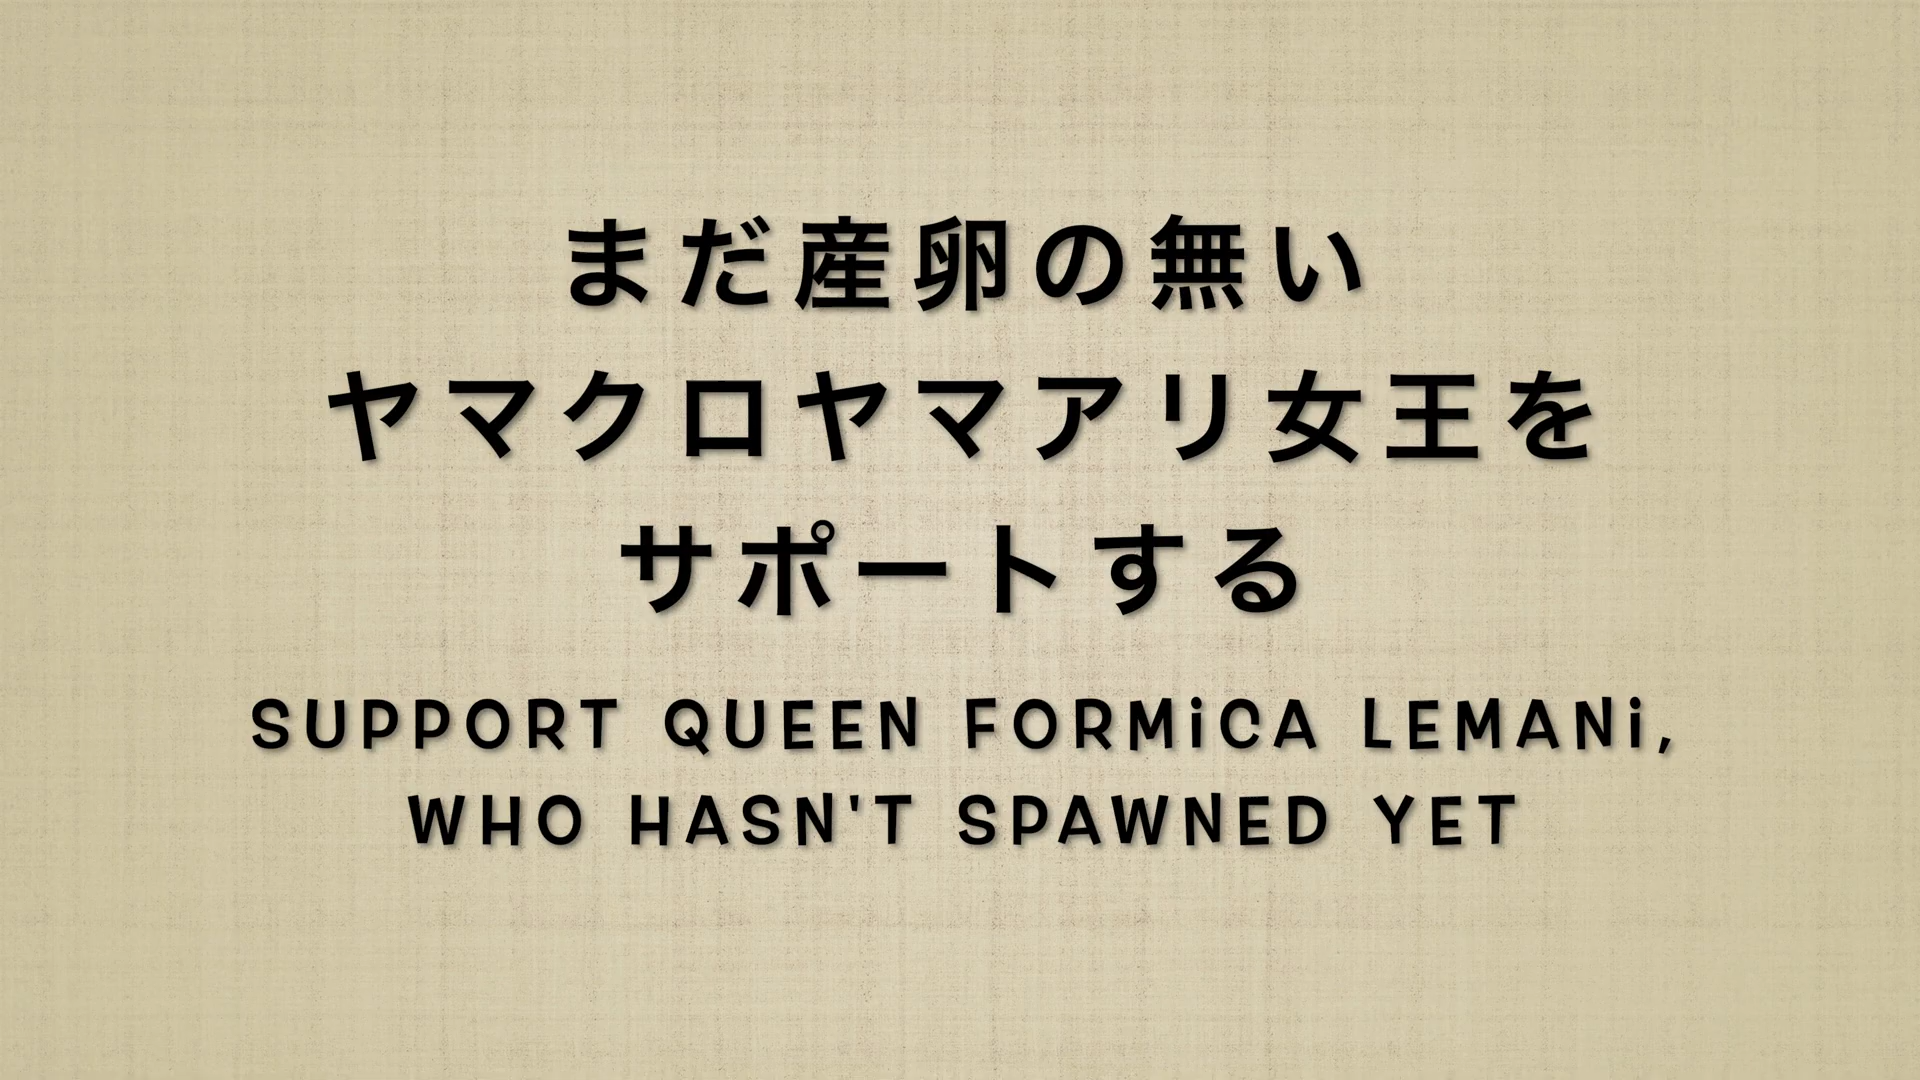 まだ産卵の無い
ヤマクロヤマアリ女王を
サポートする
SUPPORT QUEEN FORMiCA LEMANi,
WHO HASN'T SPAWNED YET